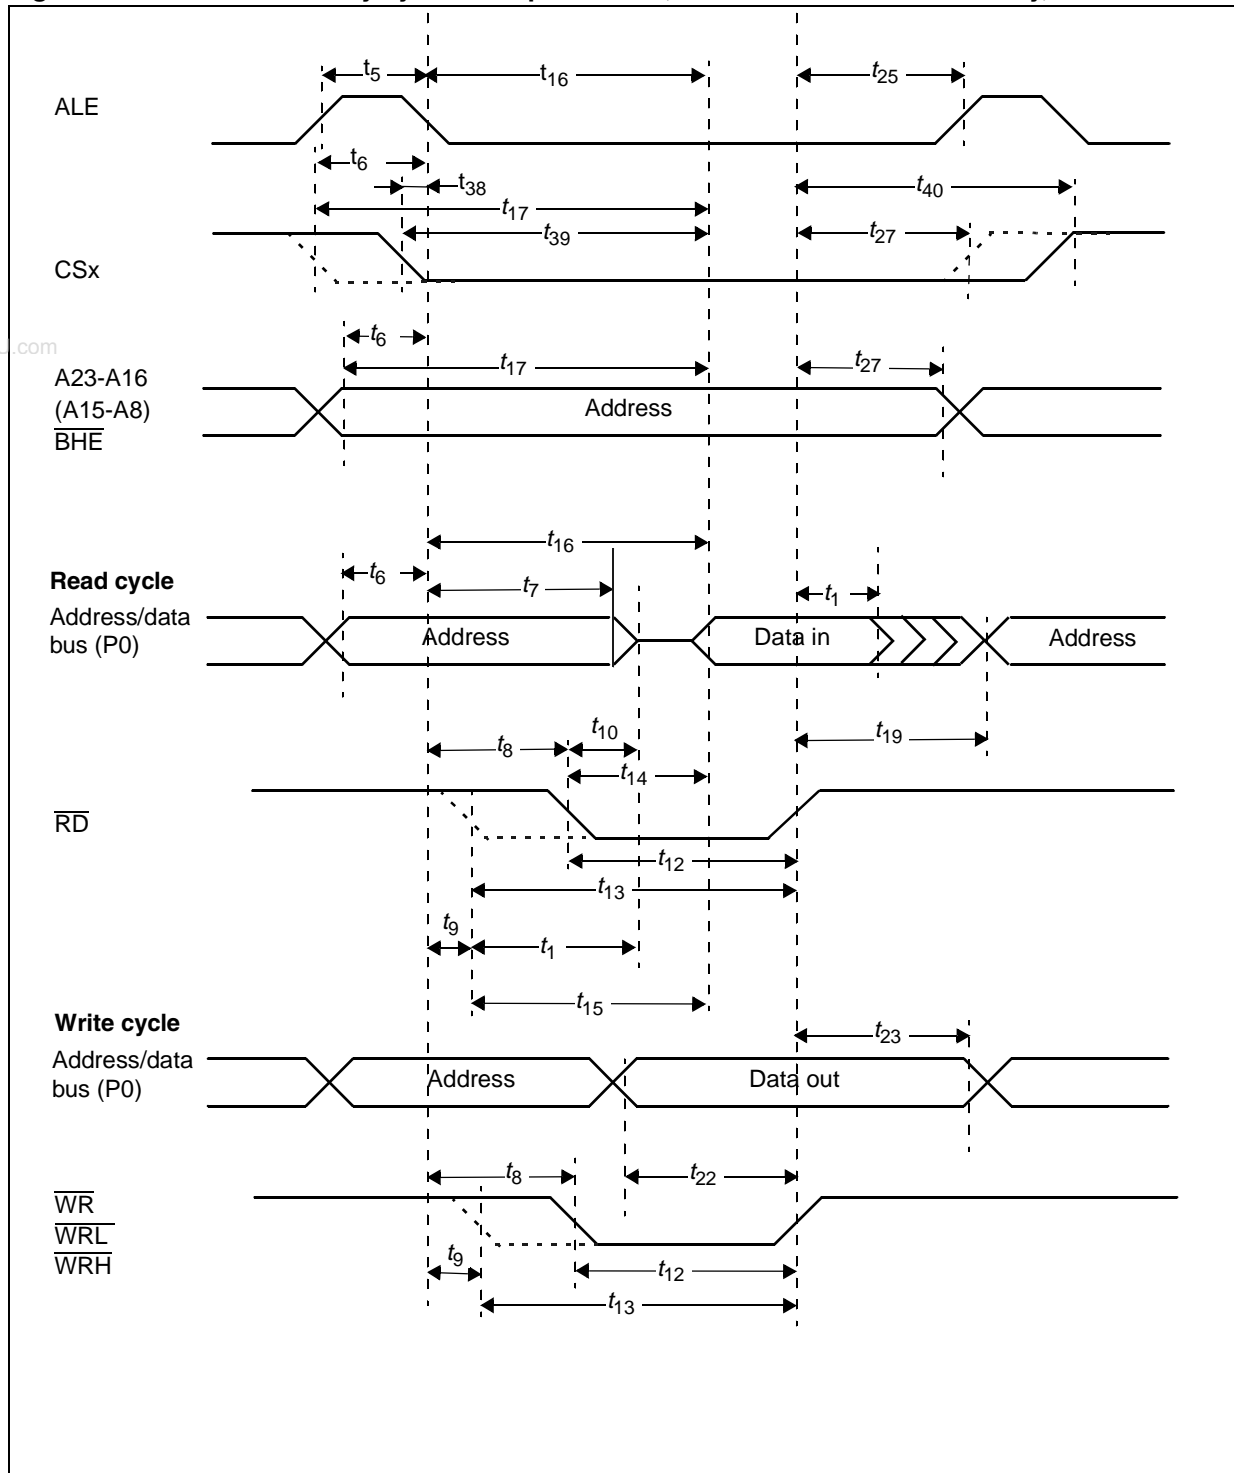 t5
t16
t25
ALE
t6
t38
t40
t17
t39
t27
CSx
t6
J.com
t17
t27
A23-A16
(A15-A8)
Address
BHE
t16
Read cycle
t6
t7
t1
Address/data
bus (P0)
Address
Data in
Address
t10
t8
t19
t14
RD
t12
t13
t9
t1
t15
Write cycle
t23
Address/data
bus (P0)
Address
Data out
t8
t22
WR
WRL
WRH
t9
t12
t13